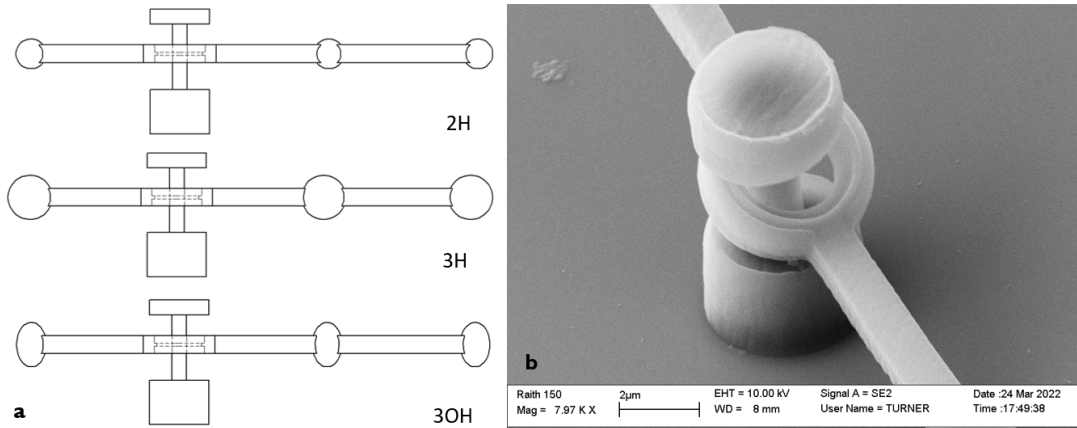 2H
3H
3OH
a
b
Raith 150
Mag = 7.97 K X
2µm
EHT = 10.00 kV
WD = 8 mm
Signal A = SE2
User Name = TURNER
Date :24 Mar 2022
Time :17:49:38